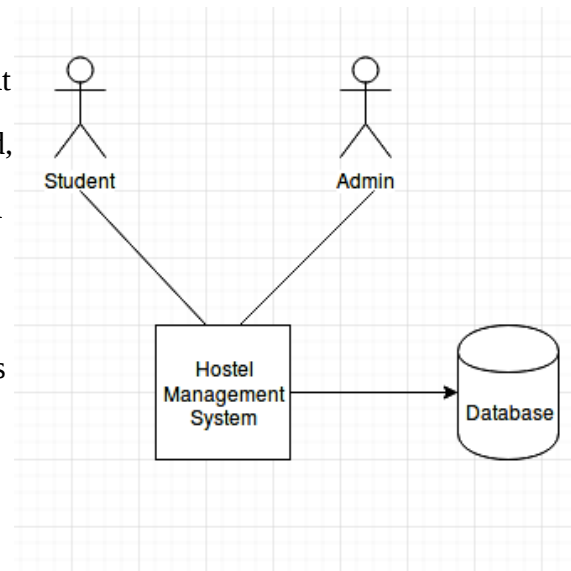 Student
Admin
Hostel
Management
System
Database